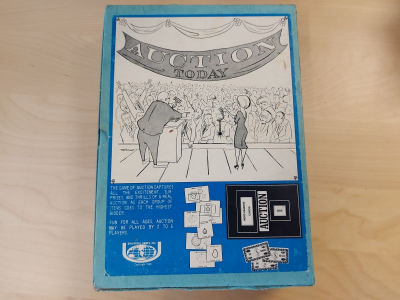 AUCTION
TODAY
THE GAME OF AUCTION CAPTURES
ALL THE EXCITEMENT, SUR-
PRIZE AND THRILLS OF A REAL
AUCTION AS EACH GROUP OF
ITEMS GOES TO THE HIGHEST
BIDDER.
FUN FOR ALL AGES, AUCTION
MAY BE PLAYED BY 2 TO 6
PLAYERS.
AUCTION